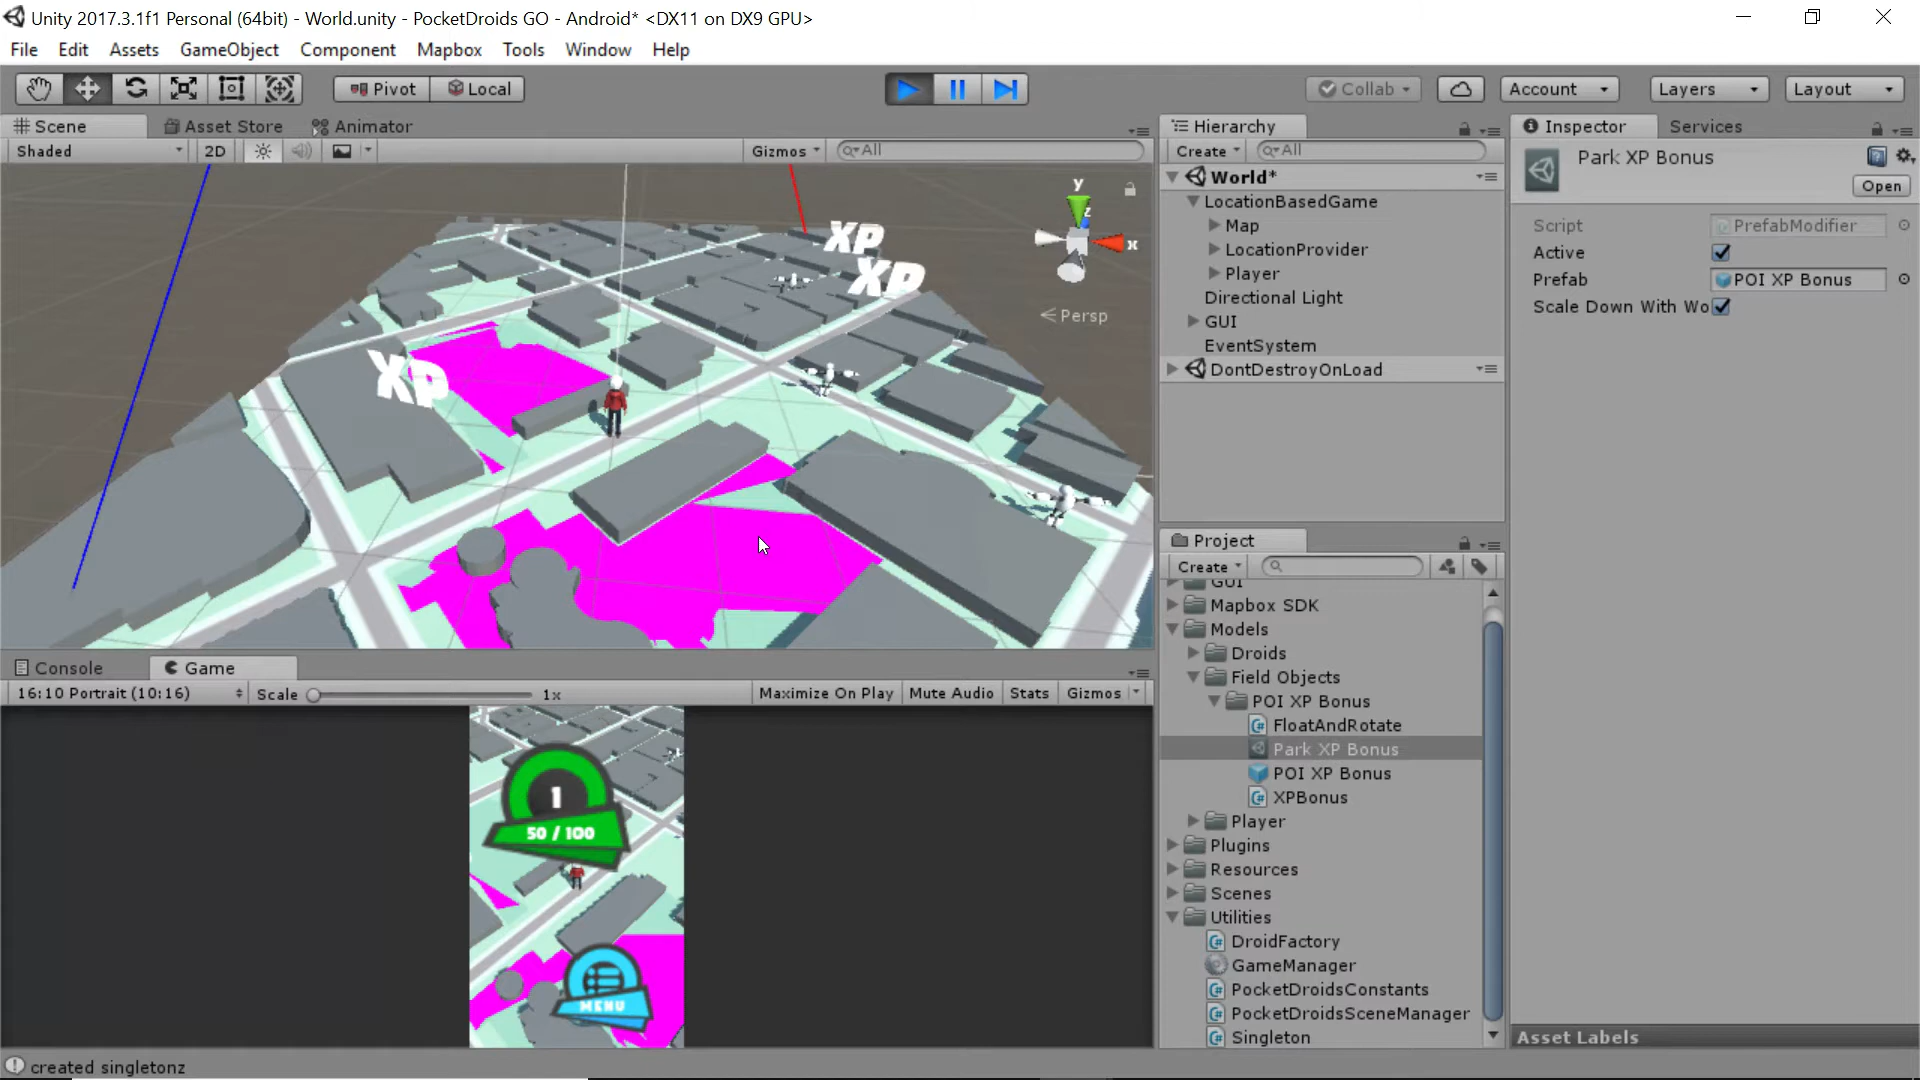 Unity 2017.3.1f1 Personal (64bit) - World.unity - PocketDroids GO - Android* <DX11 on DX9 GPU>
File Edit Assets GameObject Component Mapbox Tools Window Help
Pivot Local Collab Account Layers Layout
Scene Asset Store Animator
Shaded 2D Gizmos All
y
z
x
Persp
XP
XP
XP
Console Game
16:10 Portrait (10:16) Scale 1x Maximize On Play Mute Audio Stats Gizmos
1
50 / 100
MENU
created singletonz
Hierarchy
Create All
World*
LocationBasedGame
Map
LocationProvider
Player
Directional Light
GUI
EventSystem
DontDestroyOnLoad
Project
Create
GUI
Mapbox SDK
Models
Droids
Field Objects
POI XP Bonus
FloatAndRotate
Park XP Bonus
POI XP Bonus
XPBonus
Player
Plugins
Resources
Scenes
Utilities
DroidFactory
GameManager
PocketDroidsConstants
PocketDroidsSceneManager
Singleton
Inspector Services
Park XP Bonus
Open
Script PrefabModifier
Active
Prefab POI XP Bonus
Scale Down With Wo
Asset Labels